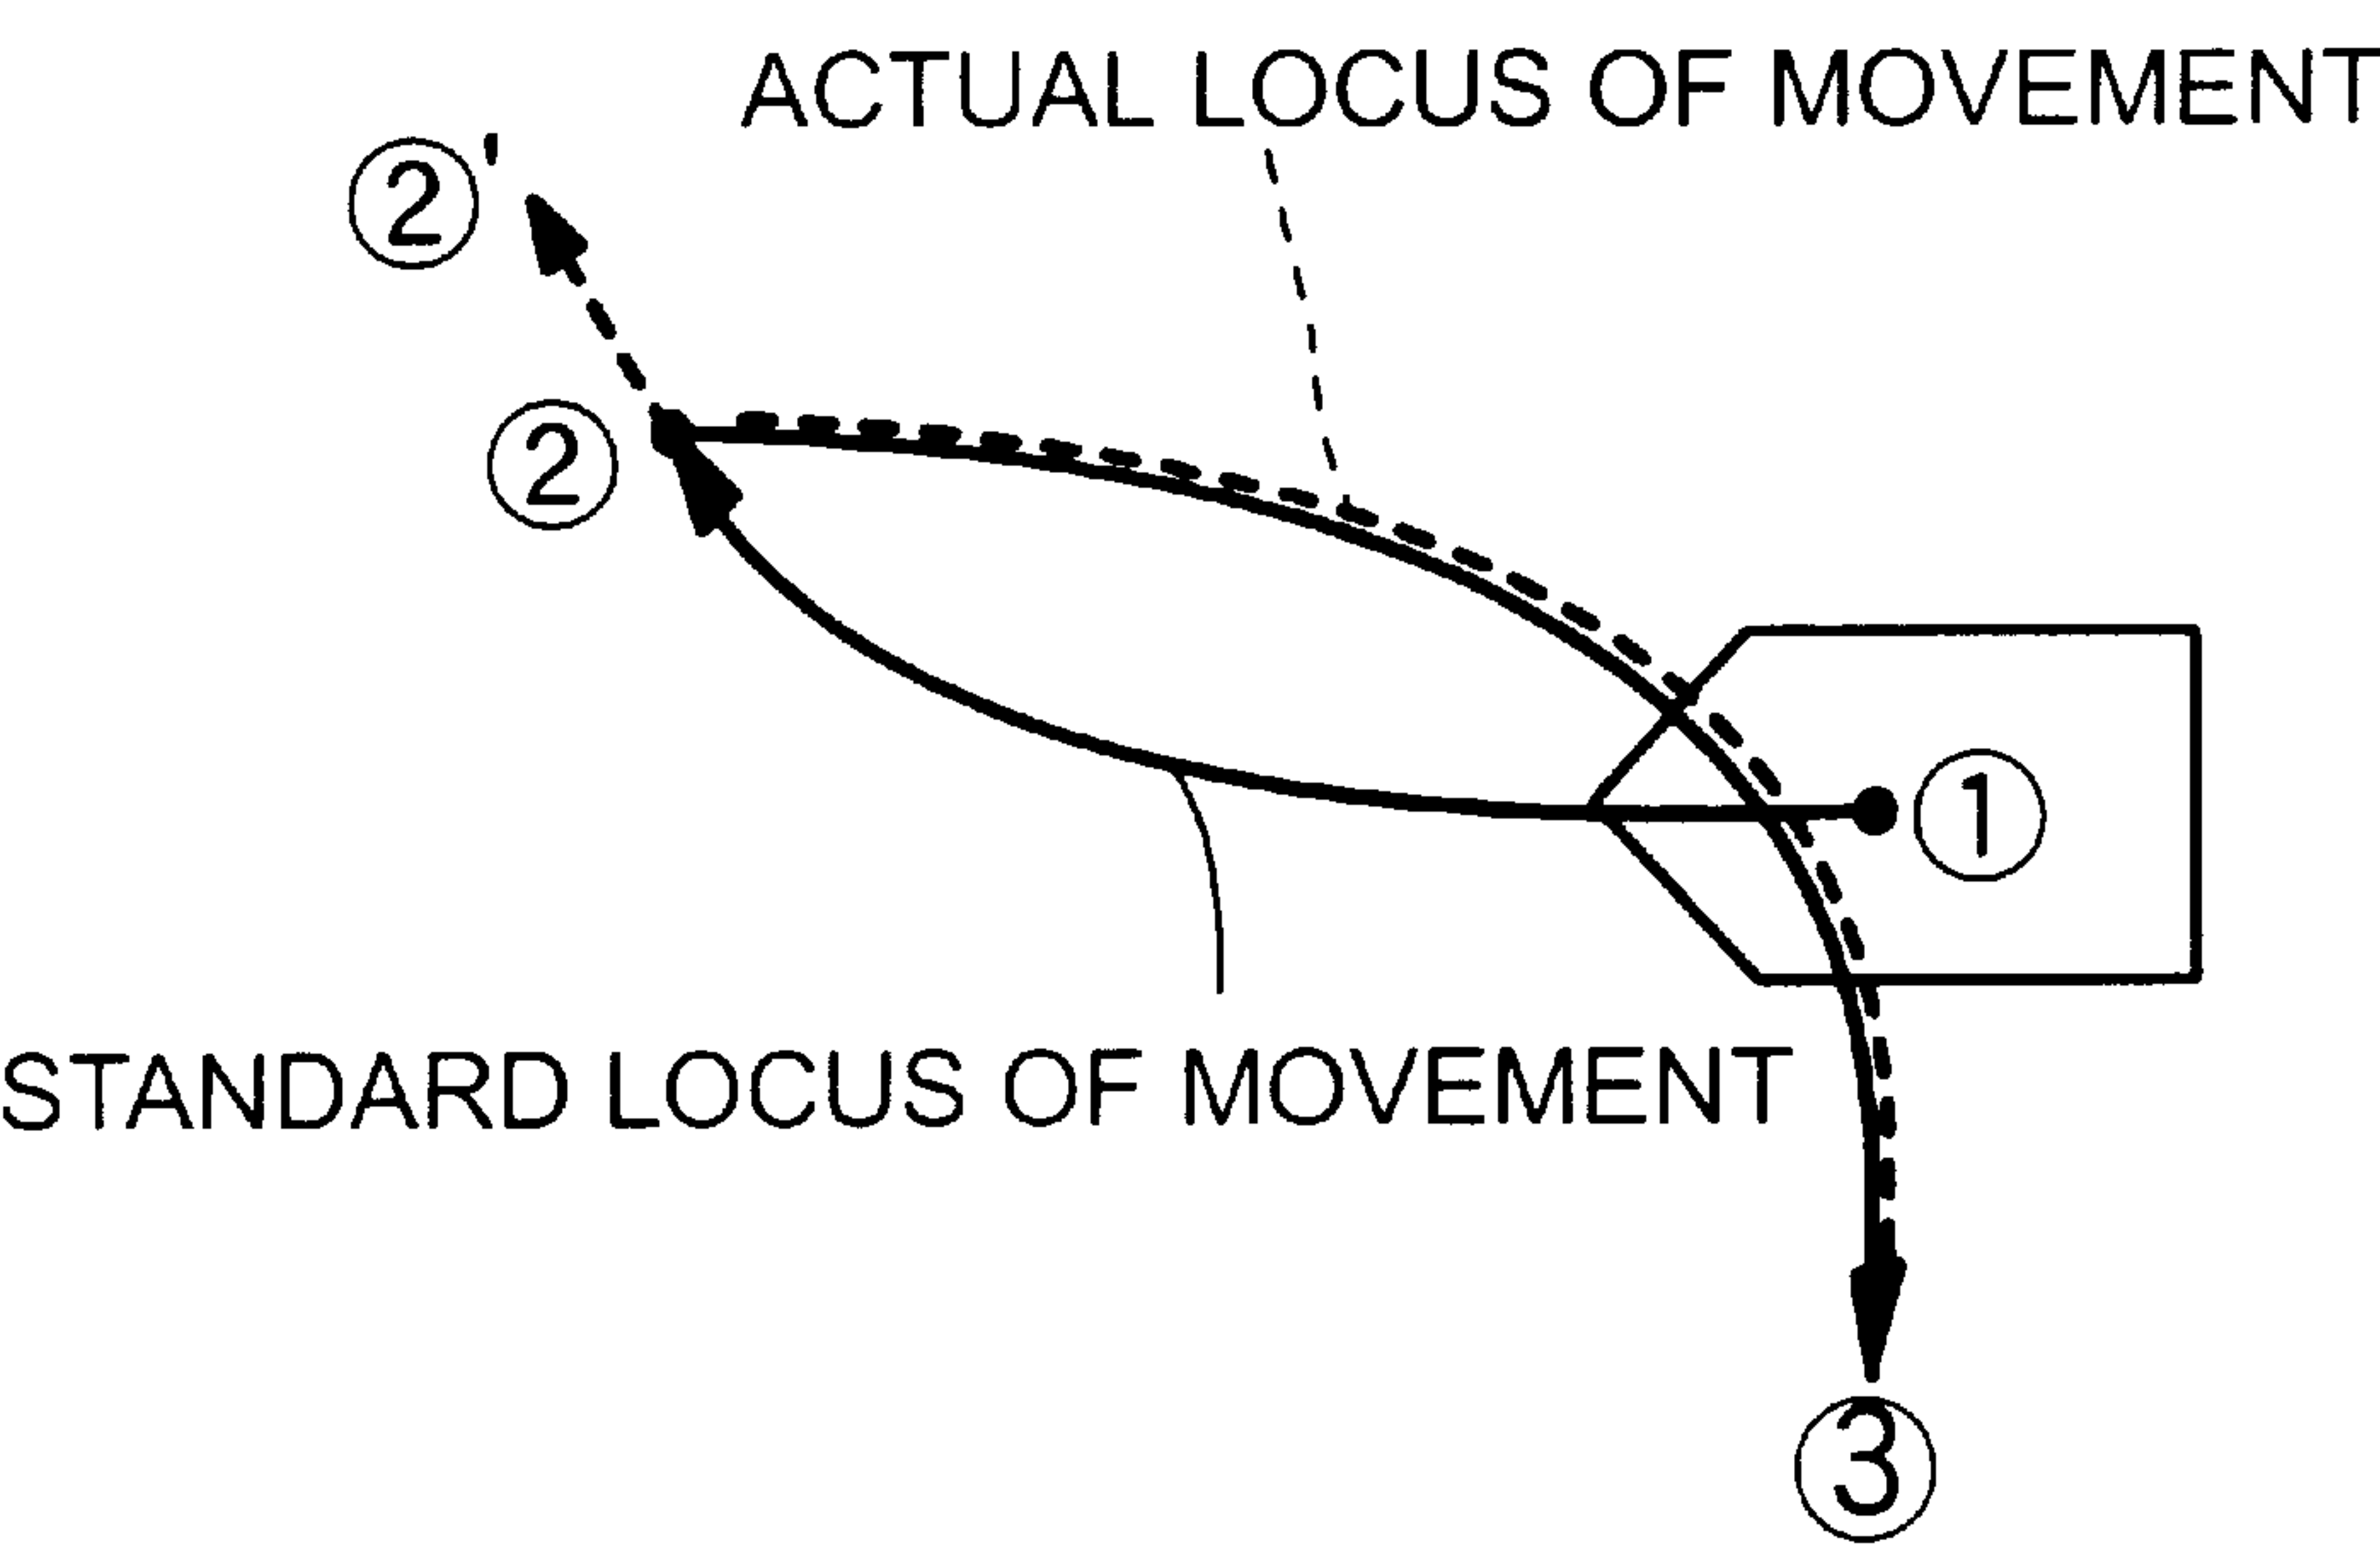 ACTUAL LOCUS OF MOVEMENT
②'
②
①
STANDARD LOCUS OF MOVEMENT
③